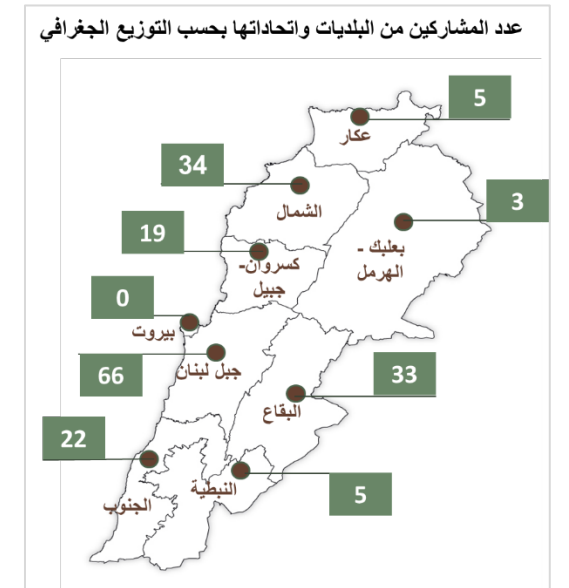 عدد المشاركين من البلديات واتحاداتها بحسب التوزيع الجغرافي
5
عكار
34
الشمال
3
بعلبك -
الهرمل
19
كسروان-
جبيل
0
بيروت
66
جبل لبنان
33
البقاع
22
الجنوب
5
النبطية